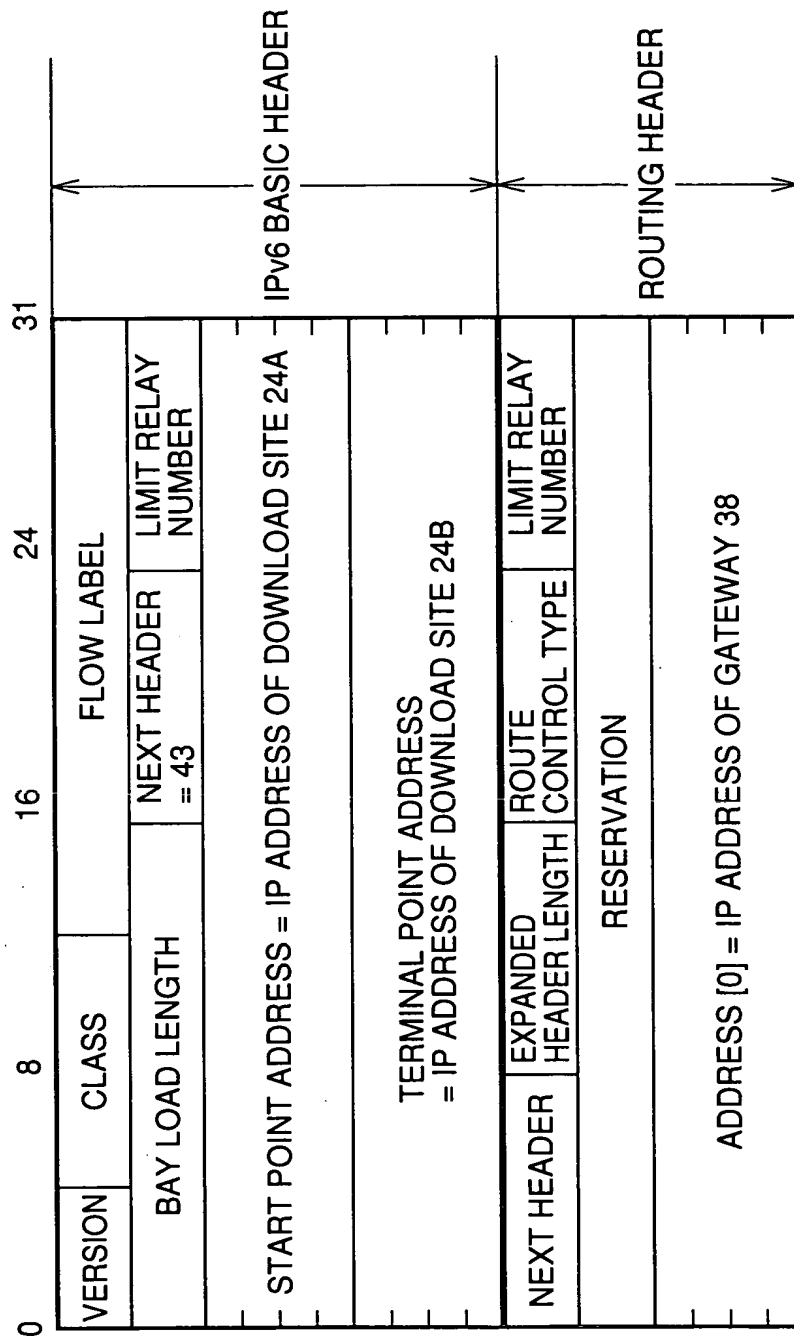 0 8 16 24 31
VERSION CLASS FLOW LABEL
BAY LOAD LENGTH NEXT HEADER = 43 LIMIT RELAY NUMBER
START POINT ADDRESS = IP ADDRESS OF DOWNLOAD SITE 24A
TERMINAL POINT ADDRESS
= IP ADDRESS OF DOWNLOAD SITE 24B
IPv6 BASIC HEADER
NEXT HEADER EXPANDED HEADER LENGTH ROUTE CONTROL TYPE LIMIT RELAY NUMBER
RESERVATION
ADDRESS [0] = IP ADDRESS OF GATEWAY 38
ROUTING HEADER